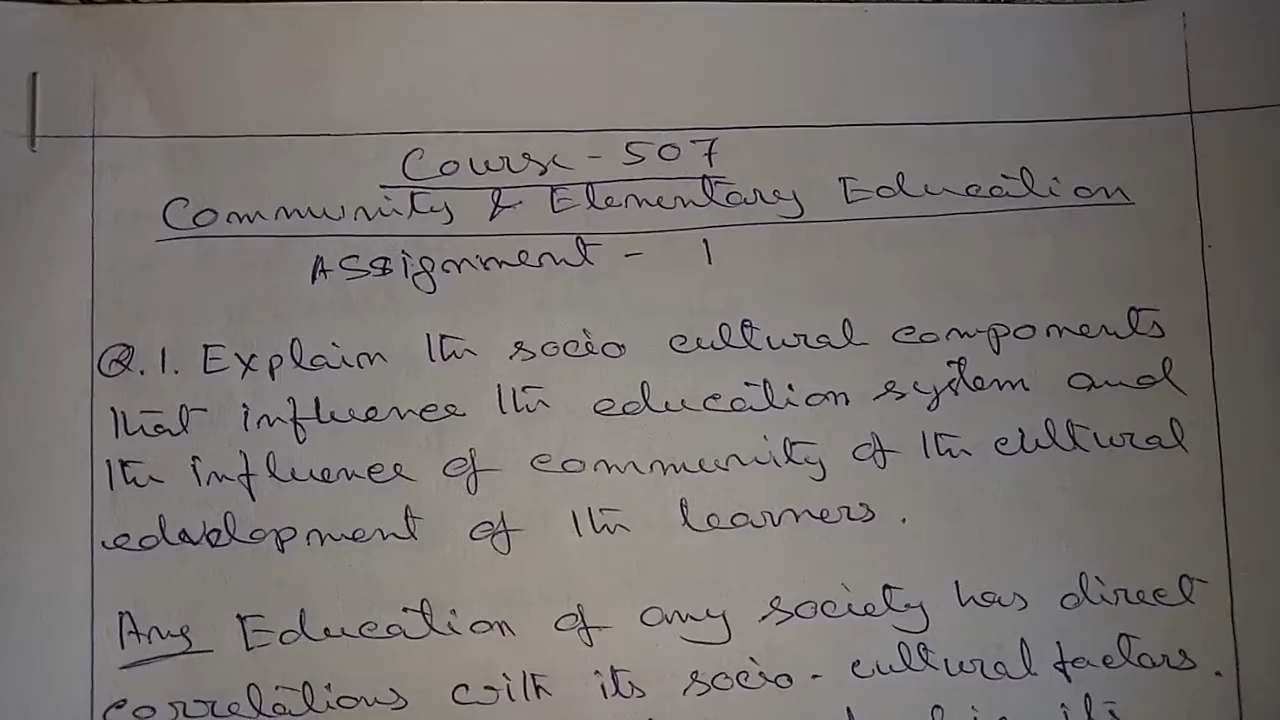 Course - 507
Community & Elementary Education
Assignment - 1
Q.1. Explain the socio cultural components
that influence the education system and
the influence of community of the cultural
edevelopment of the learners.
Ans Education of any society has direct
correlations with its socio-cultural factors.